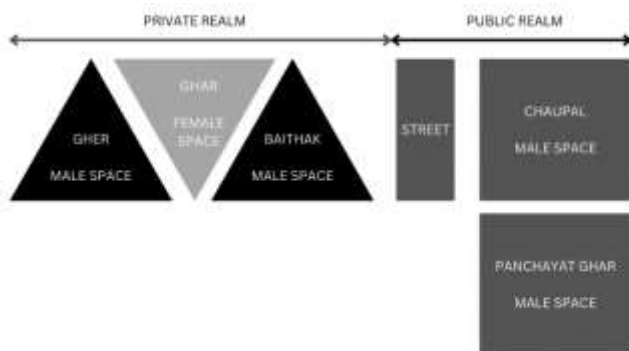 PRIVATE REALM
PUBLIC REALM
GHER
MALE SPACE
GHAR
FEMALE
SPACE
BAITHAK
MALE SPACE
STREET
CHAUPAL
MALE SPACE
PANCHAYAT GHAR
MALE SPACE